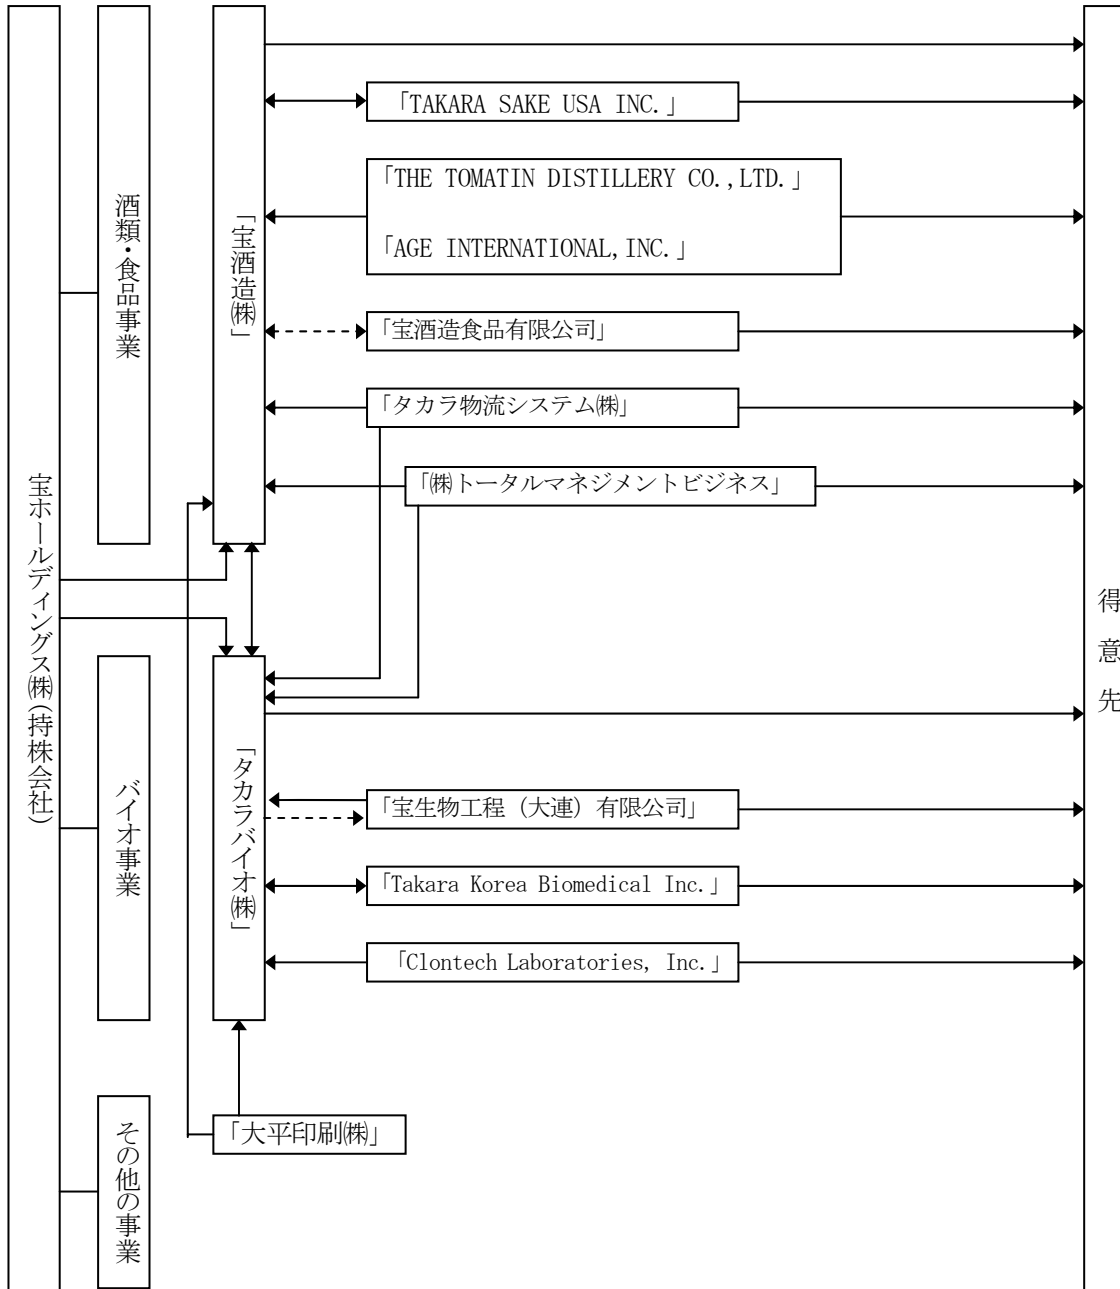 宝ホールディングス㈱（持株会社）
酒類・食品事業
「宝酒造㈱」
「TAKARA SAKE USA INC.」
「THE TOMATIN DISTILLERY CO.,LTD.」
「AGE INTERNATIONAL,INC.」
「宝酒造食品有限公司」
「タカラ物流システム㈱」
「㈱トータルマネジメントビジネス」
得意先
バイオ事業
「タカラバイオ㈱」
「宝生物工程（大連）有限公司」
「Takara Korea Biomedical Inc.」
「Clontech Laboratories, Inc.」
その他の事業
「大平印刷㈱」